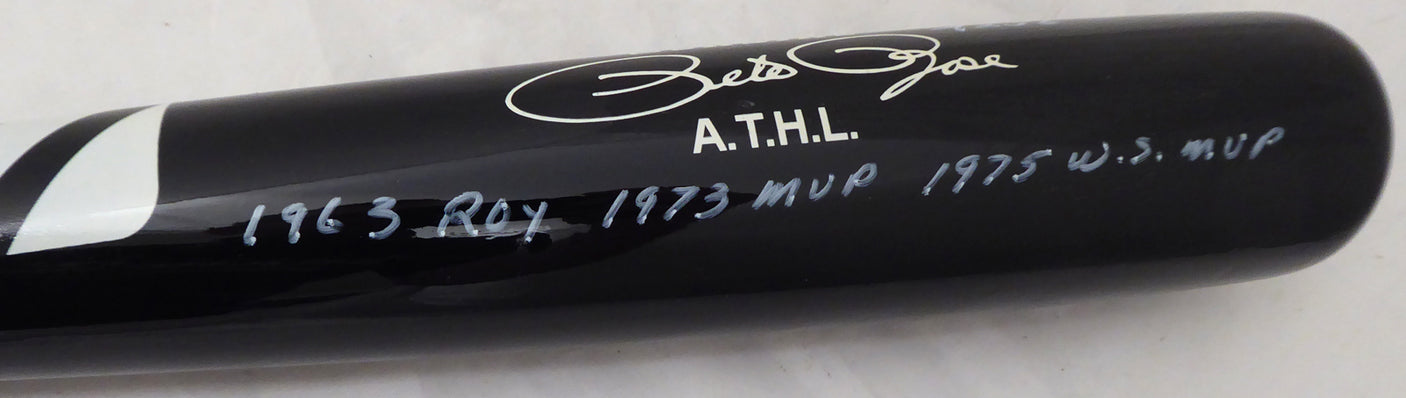 Pete Rose
A.T.H.L.
1963 ROY 1973 MVP 1975 W.S. MVP